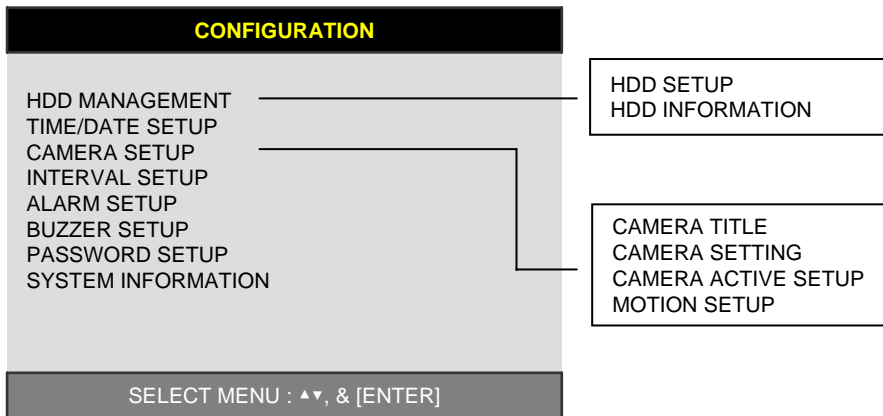 CONFIGURATION
HDD MANAGEMENT
TIME/DATE SETUP
CAMERA SETUP
INTERVAL SETUP
ALARM SETUP
BUZZER SETUP
PASSWORD SETUP
SYSTEM INFORMATION
SELECT MENU : ▲▼, & [ENTER]
HDD SETUP
HDD INFORMATION
CAMERA TITLE
CAMERA SETTING
CAMERA ACTIVE SETUP
MOTION SETUP